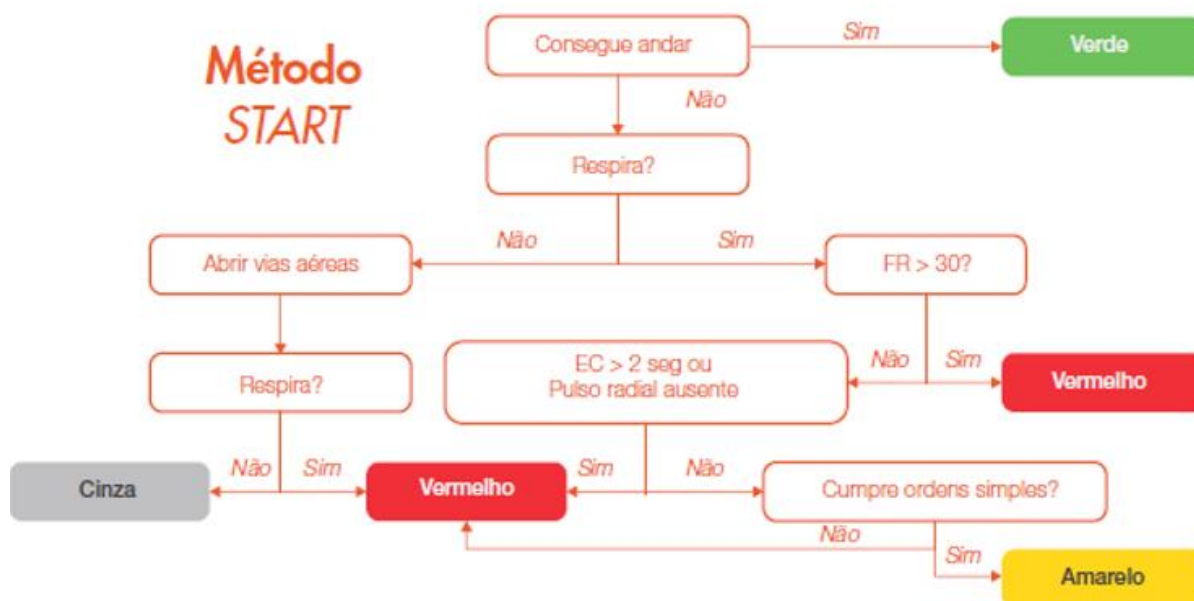 Método
START
Consegue andar
Sim
Verde
Não
Respira?
Não
Sim
Abrir vias aéreas
FR > 30?
Respira?
EC > 2 seg ou
Pulso radial ausente
Não
Sim
Vermelho
Cinza
Não
Sim
Vermelho
Sim
Não
Cumpre ordens simples?
Não
Sim
Amarelo